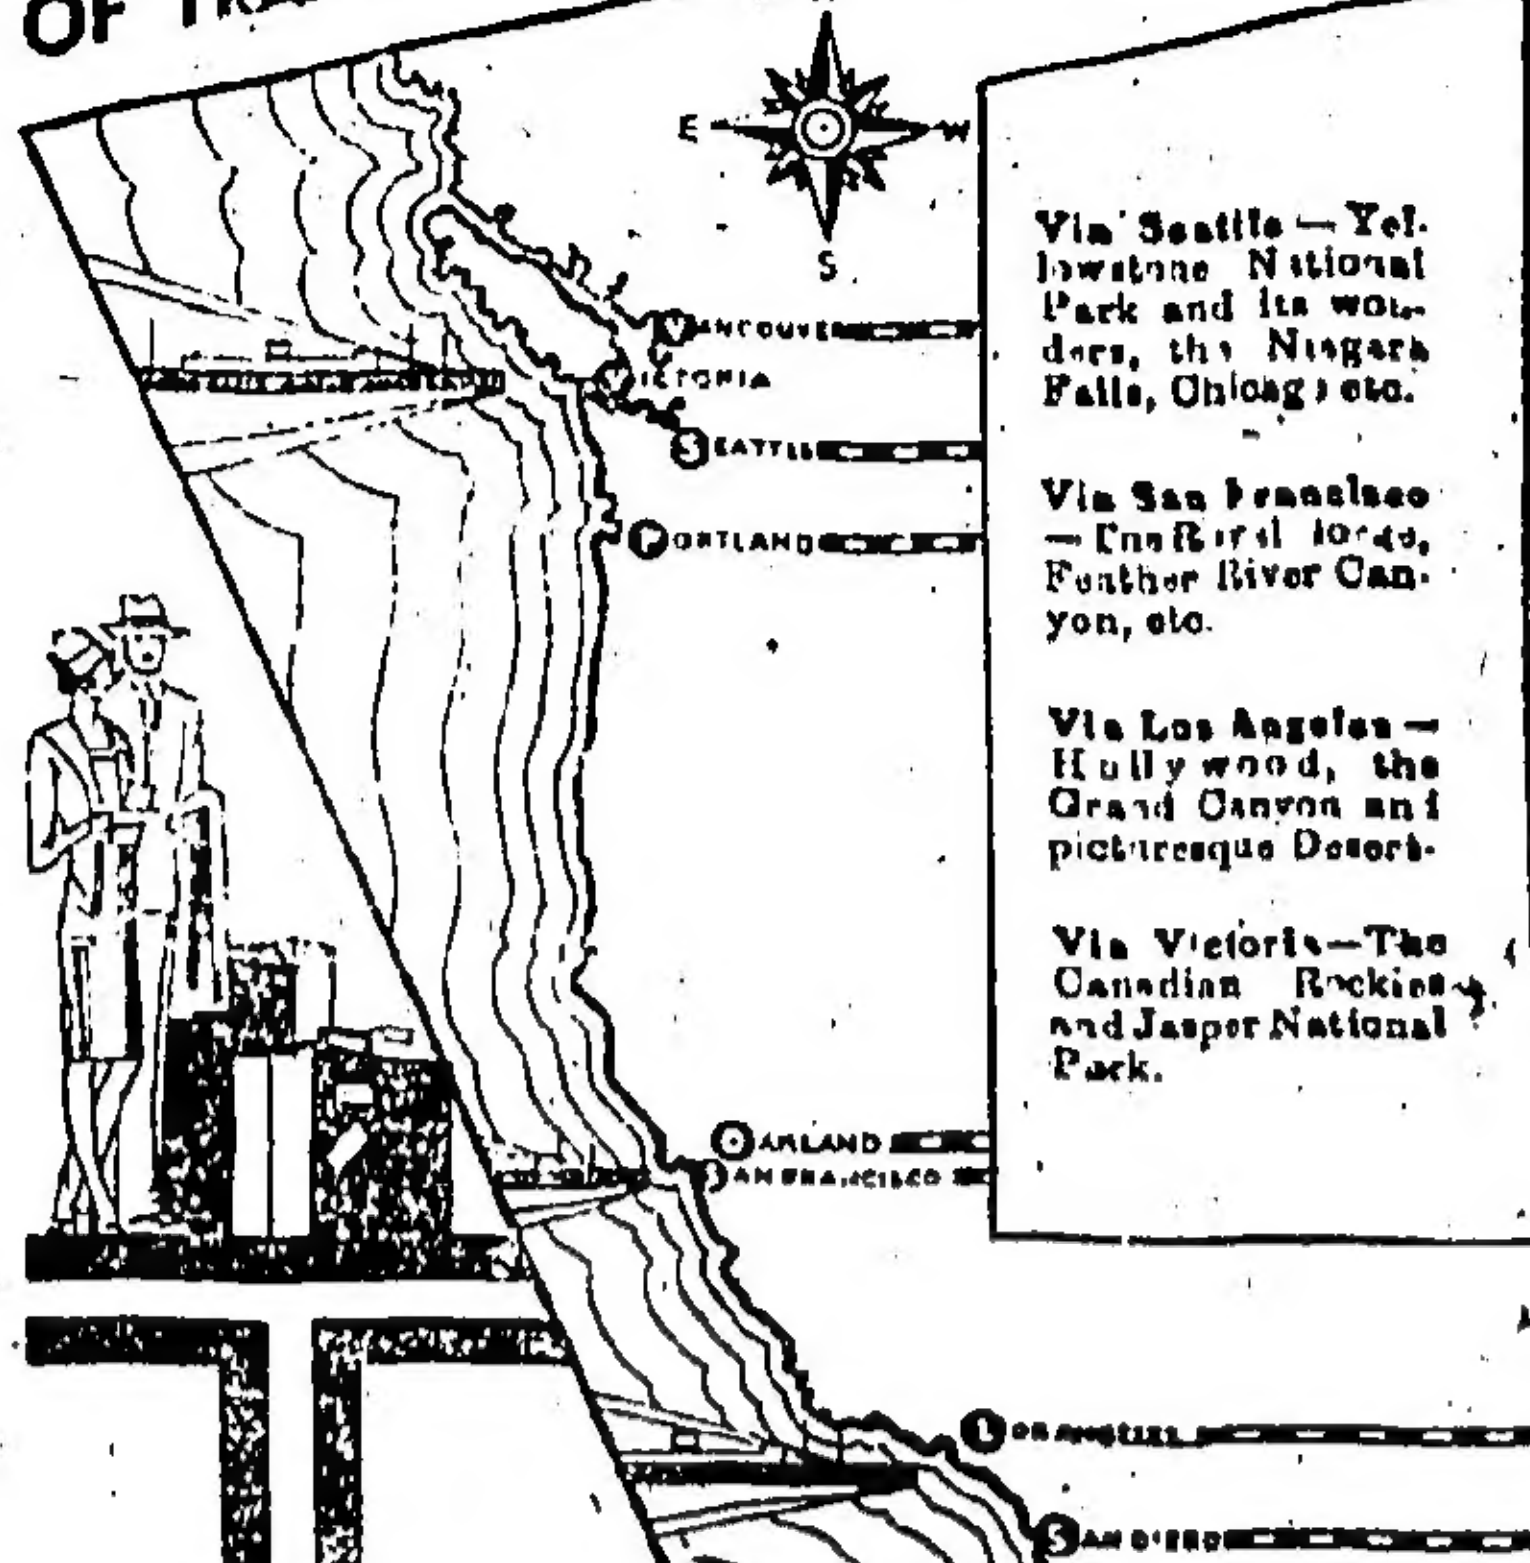 OF
E
W
S
VANCOUVER
VICTORIA
SEATTLE
PORTLAND
OAKLAND
SAN FRANCISCO
LOS ANGELES
SAN DIEGO
Via Seattle — Yel-
lowstone National
Park and its won-
ders, the Niagara
Falls, Chicago etc.
Via San Francisco
—
Feather River Can-
yon, etc.
Via Los Angeles —
Hollywood, the
Grand Canyon and
picturesque Desert.
Via Victoria—The
Canadian Rockies
and Jasper National
Park.